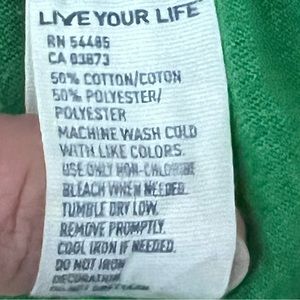 LIVE YOUR LIFE
RN 54485
CA 03873
50% COTTON/COTON
50% POLYESTER/
POLYESTER
MACHINE WASH COLD
WITH LIKE COLORS.
USE ONLY NON-CHLORINE
BLEACH WHEN NEEDED.
TUMBLE DRY LOW.
REMOVE PROMPTLY.
COOL IRON IF NEEDED.
DO NOT IRON
DECORATION